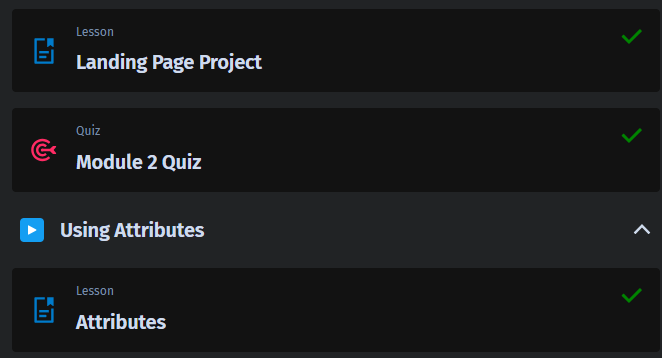 Lesson
Landing Page Project
Quiz
Module 2 Quiz
Using Attributes
Lesson
Attributes